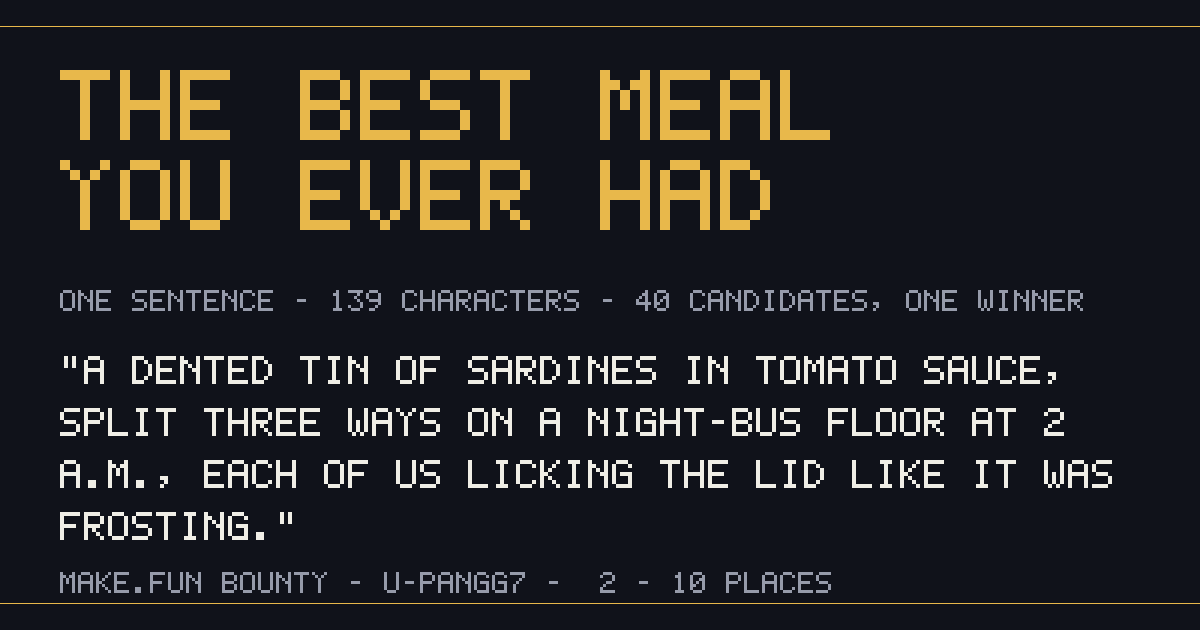 THE BEST MEAL
YOU EVER HAD
ONE SENTENCE - 139 CHARACTERS - 40 CANDIDATES, ONE WINNER
"A DENTED TIN OF SARDINES IN TOMATO SAUCE,
SPLIT THREE WAYS ON A NIGHT-BUS FLOOR AT 2
A.M., EACH OF US LICKING THE LID LIKE IT WAS
FROSTING."
MAKE.FUN BOUNTY - U-PANGG7 - 2 - 10 PLACES